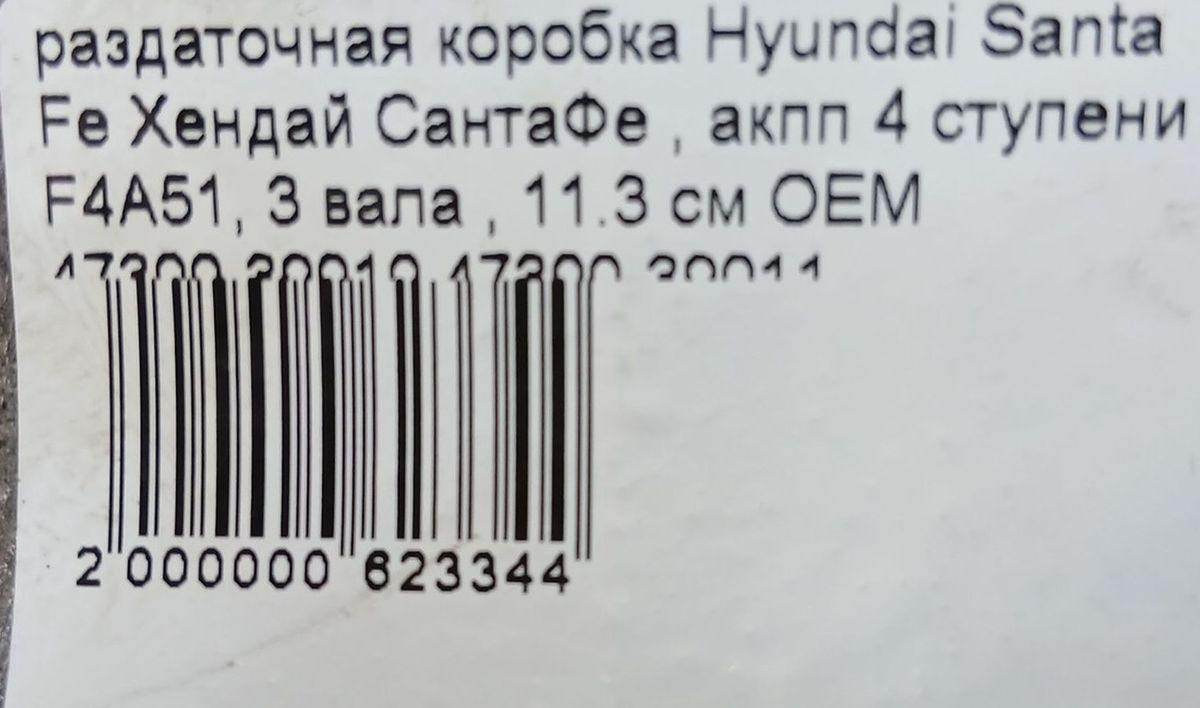 раздаточная коробка Hyundai Santa
Fe Хендай СантаФе , акпп 4 ступени
F4A51, 3 вала , 11.3 см OEM
2 000000 623344